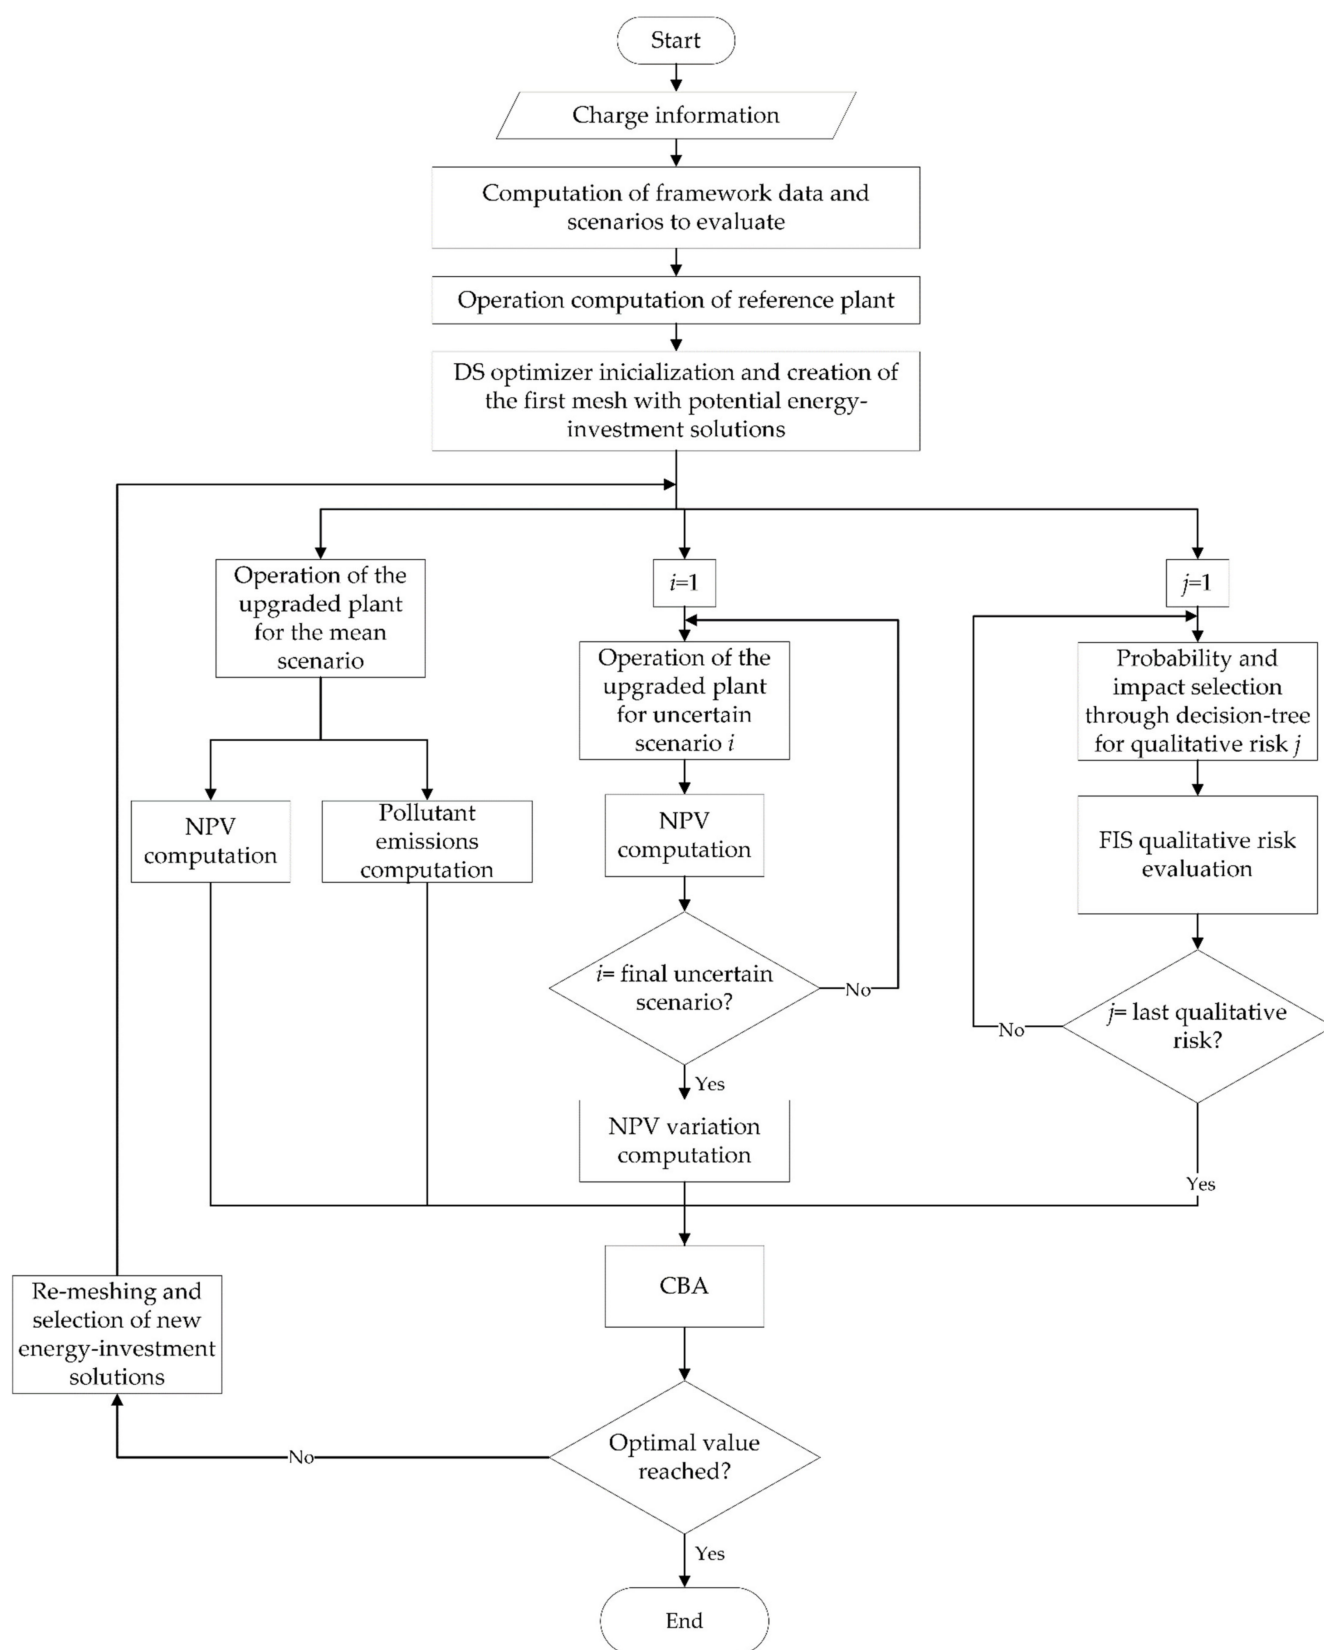 Start
Charge information
Computation of framework data and
scenarios to evaluate
Operation computation of reference plant
DS optimizer inicialization and creation of
the first mesh with potential energy-
investment solutions
Operation of the
upgraded plant
for the mean
scenario
i=1
j=1
Operation of the
upgraded plant
for uncertain
scenario i
Probability and
impact selection
through decision-tree
for qualitative risk j
NPV
computation
Pollutant
emissions
computation
NPV
computation
FIS qualitative risk
evaluation
i= final uncertain
scenario?
No
j= last qualitative
risk?
No
Yes
NPV variation
computation
Yes
CBA
Re-meshing and
selection of new
energy-investment
solutions
Optimal value
reached?
No
Yes
End